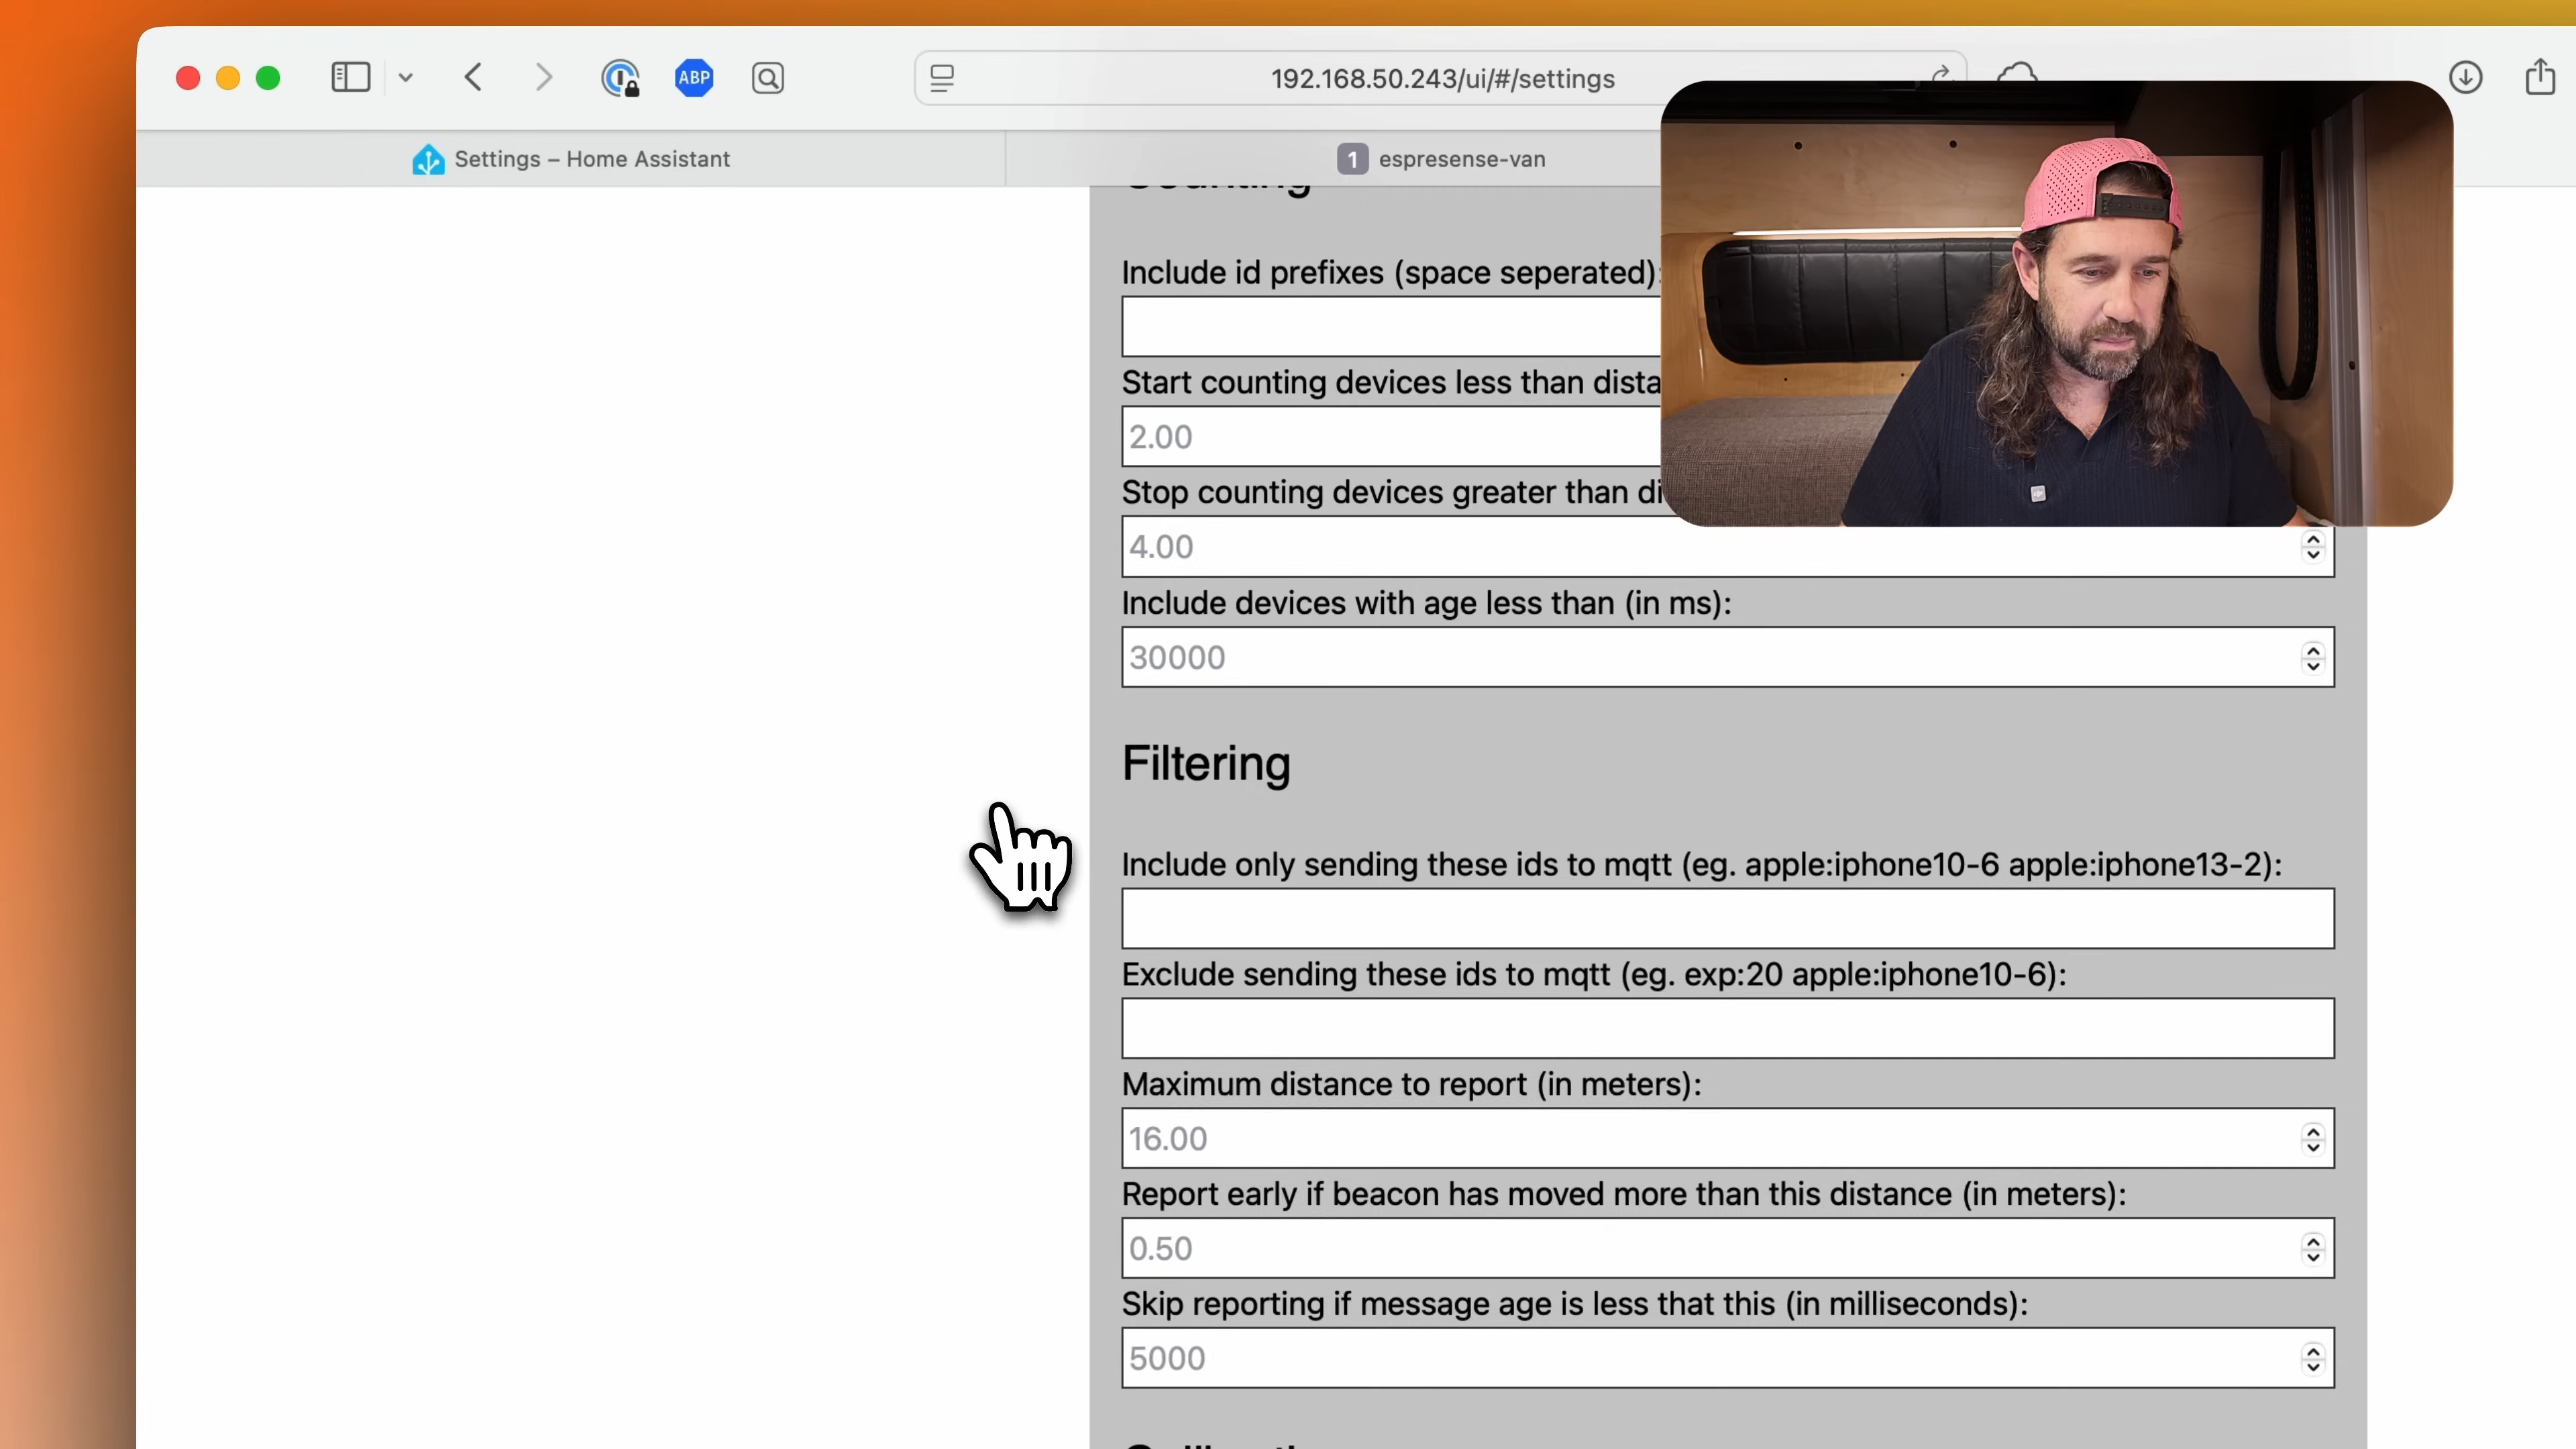 ABP
192.168.50.243/ui/#/settings
Settings – Home Assistant
1 espresense-van
Counting
Include id prefixes (space seperated):
Start counting devices less than
2.00
Stop counting devices greater than
4.00
Include devices with age less than (in ms):
30000
Filtering
Include only sending these ids to mqtt (eg. apple:iphone10-6 apple:iphone13-2):
Exclude sending these ids to mqtt (eg. exp:20 apple:iphone10-6):
Maximum distance to report (in meters):
16.00
Report early if beacon has moved more than this distance (in meters):
0.50
Skip reporting if message age is less that this (in milliseconds):
5000